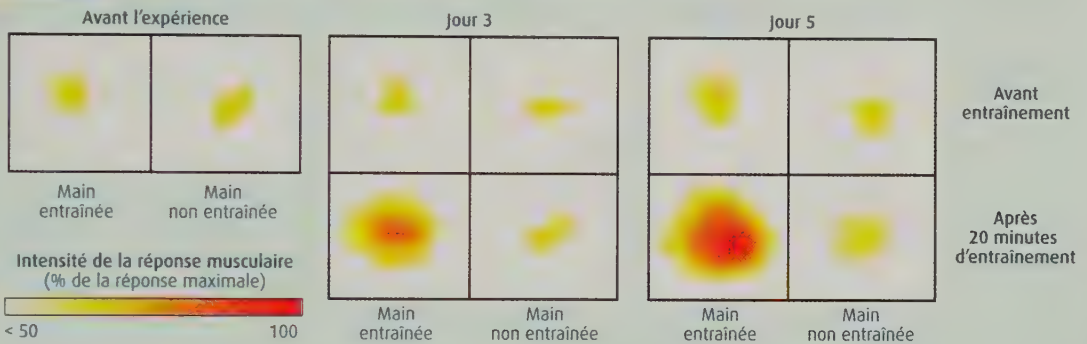 Avant l'expérience
Jour 3
Jour 5
Avant
entraînement
Main
entraînée
Main
non entraînée
Après
20 minutes
d'entraînement
Intensité de la réponse musculaire
(% de la réponse maximale)
< 50
100
Main
entraînée
Main
non entraînée
Main
entraînée
Main
non entraînée